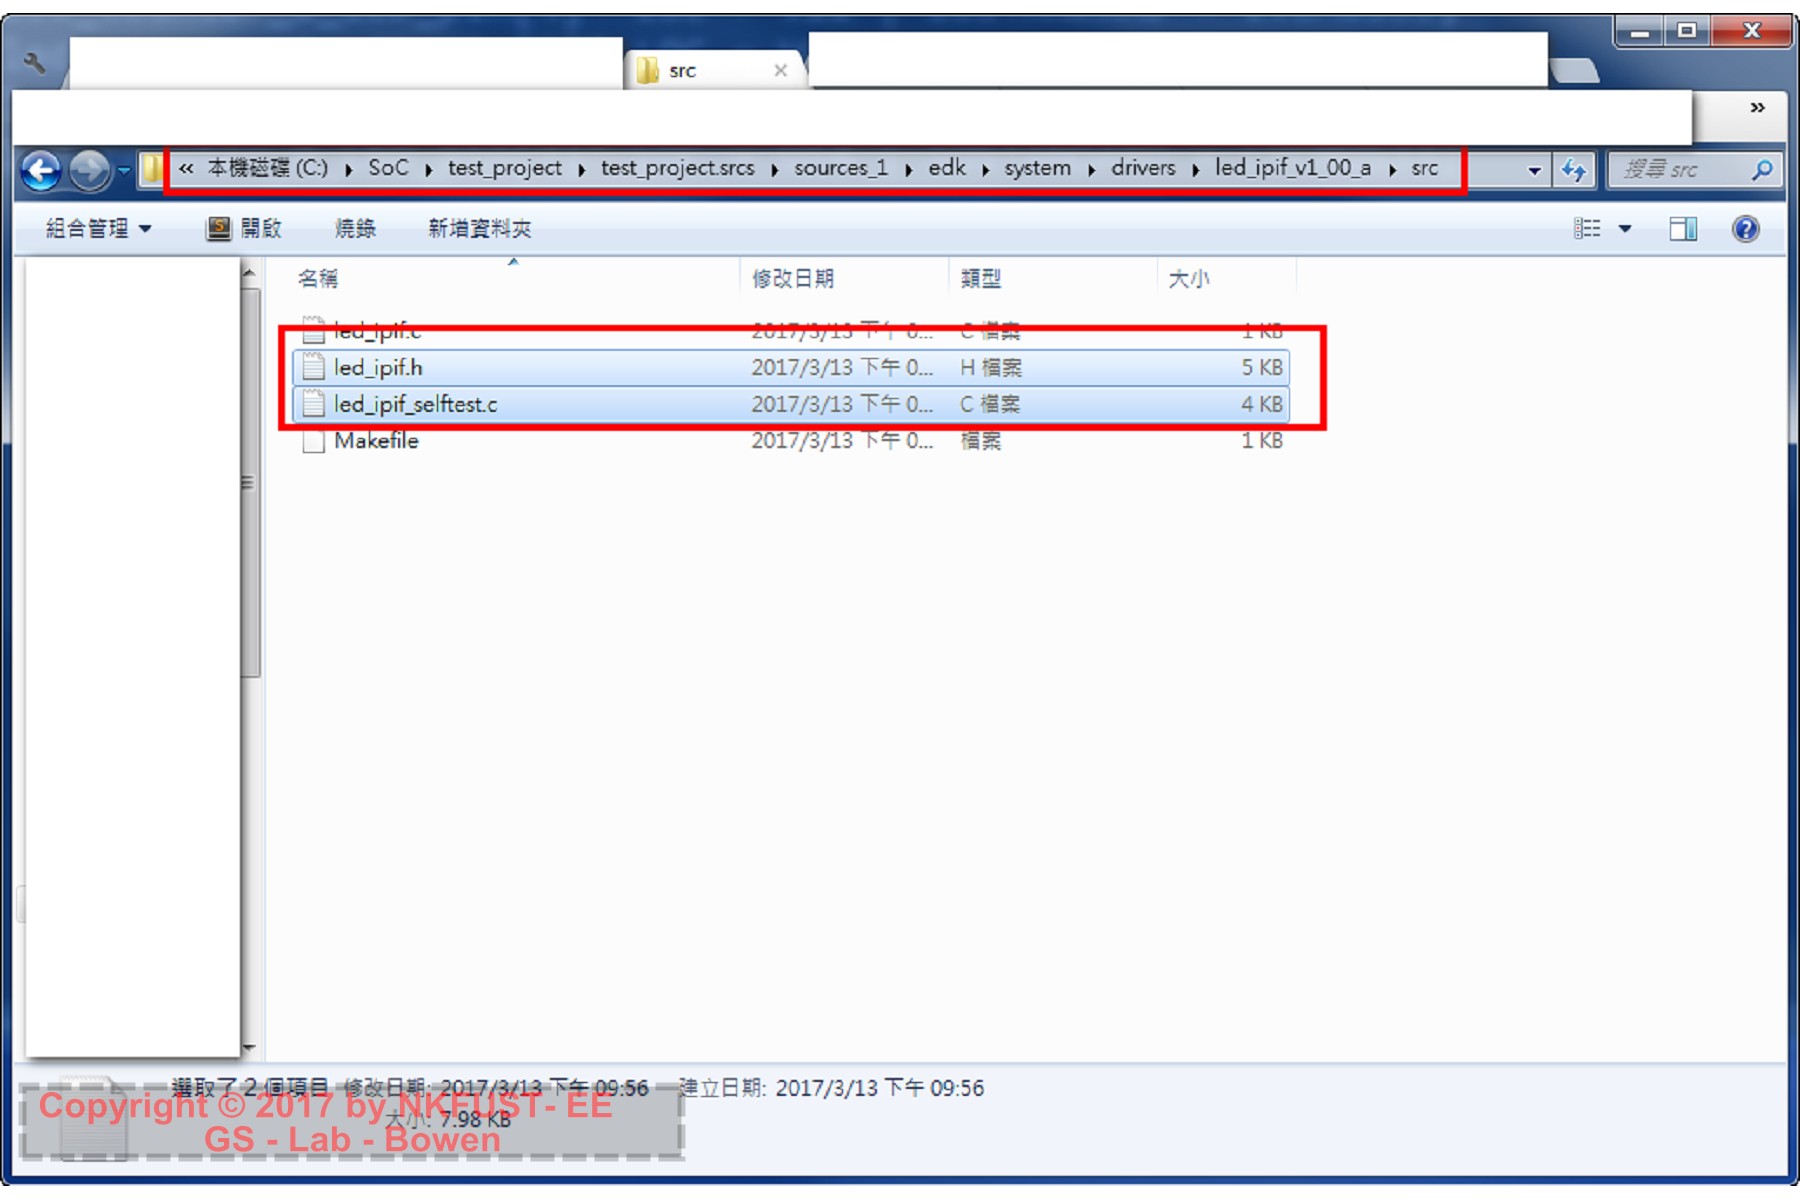 src
»
« 本機磁碟 (C:) ▸ SoC ▸ test_project ▸ test_project.srcs ▸ sources_1 ▸ edk ▸ system ▸ drivers ▸ led_ipif_v1_00_a ▸ src
搜尋 src
組合管理 開啟 燒錄 新增資料夾
名稱 修改日期 類型 大小
led_ipif.c 2017/3/13 下午 0... C 檔案 1 KB
led_ipif.h 2017/3/13 下午 0... H 檔案 5 KB
led_ipif_selftest.c 2017/3/13 下午 0... C 檔案 4 KB
Makefile 2017/3/13 下午 0... 檔案 1 KB
選取了 2 個項目 修改日期: 2017/3/13 下午 09:56 建立日期: 2017/3/13 下午 09:56
大小: 7.98 KB
Copyright © 2017 by NKFUST- EE
GS - Lab - Bowen